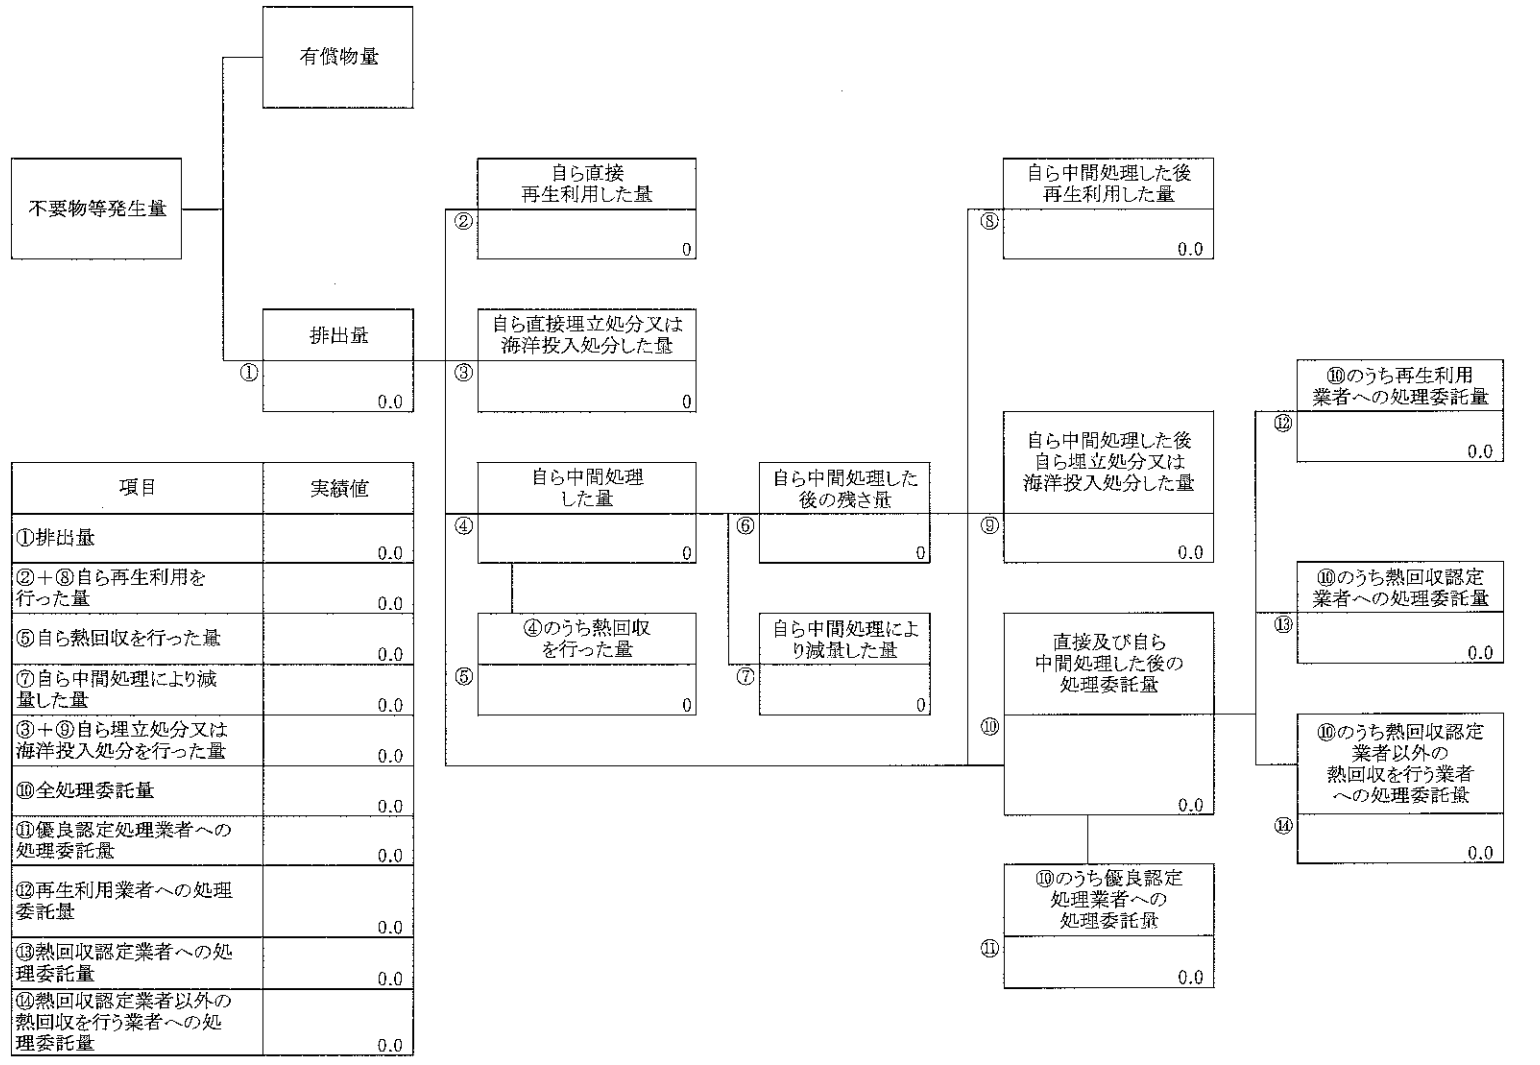 有償物量
不要物等発生量
排出量
①
0.0
自ら直接
再生利用した量
②
0
自ら直接埋立処分又は
海洋投入処分した量
③
0
自ら中間処理
した量
④
0
④のうち熱回収
を行った量
⑤
0
自ら中間処理した
後の残さ量
⑥
0
自ら中間処理によ
り減量した量
⑦
0
自ら中間処理した後
再生利用した量
⑧
0.0
自ら中間処理した後
自ら埋立処分又は
海洋投入処分した量
⑨
0.0
直接及び自ら
中間処理した後の
処理委託量
⑩
0.0
⑩のうち優良認定
処理業者への
処理委託量
⑪
0.0
⑩のうち再生利用
業者への処理委託量
⑫
0.0
⑩のうち熱回収認定
業者への処理委託量
⑬
0.0
⑩のうち熱回収認定
業者以外の
熱回収を行う業者
への処理委託量
⑭
0.0
項目 実績値
①排出量
0.0
②+⑧自ら再生利用を
行った量
0.0
⑤自ら熱回収を行った量
0.0
⑦自ら中間処理により減
量した量
0.0
③+⑨自ら埋立処分又は
海洋投入処分を行った量
0.0
⑩全処理委託量
0.0
⑪優良認定処理業者への
処理委託量
0.0
⑫再生利用業者への処理
委託量
0.0
⑬熱回収認定業者への処
理委託量
0.0
⑭熱回収認定業者以外の
熱回収を行う業者への処
理委託量
0.0